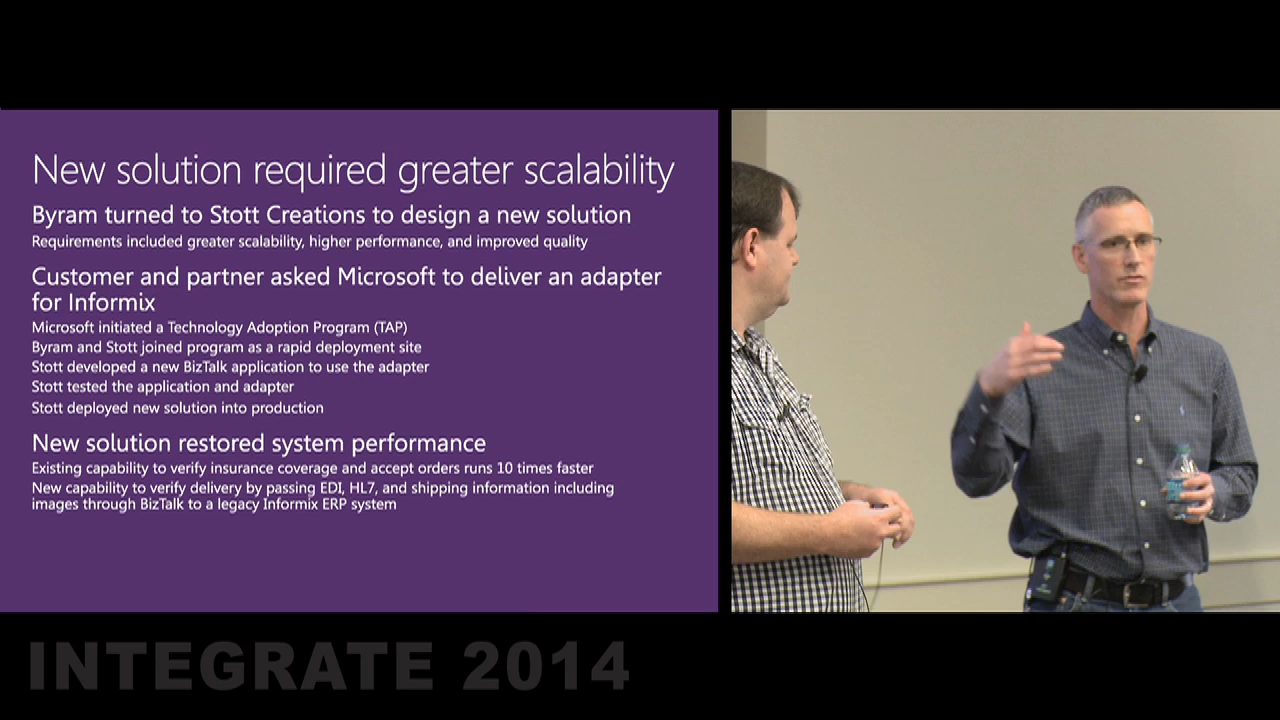 New solution required greater scalability
Byram turned to Stott Creations to design a new solution
Requirements included greater scalability, higher performance, and improved quality
Customer and partner asked Microsoft to deliver an adapter
for Informix
Microsoft initiated a Technology Adoption Program (TAP)
Byram and Stott joined program as a rapid deployment site
Stott developed a new BizTalk application to use the adapter
Stott tested the application and adapter
Stott deployed new solution into production
New solution restored system performance
Existing capability to verify insurance coverage and accept orders runs 10 times faster
New capability to verify delivery by passing EDI, HL7, and shipping information including
images through BizTalk to a legacy Informix ERP system
INTEGRATE 2014